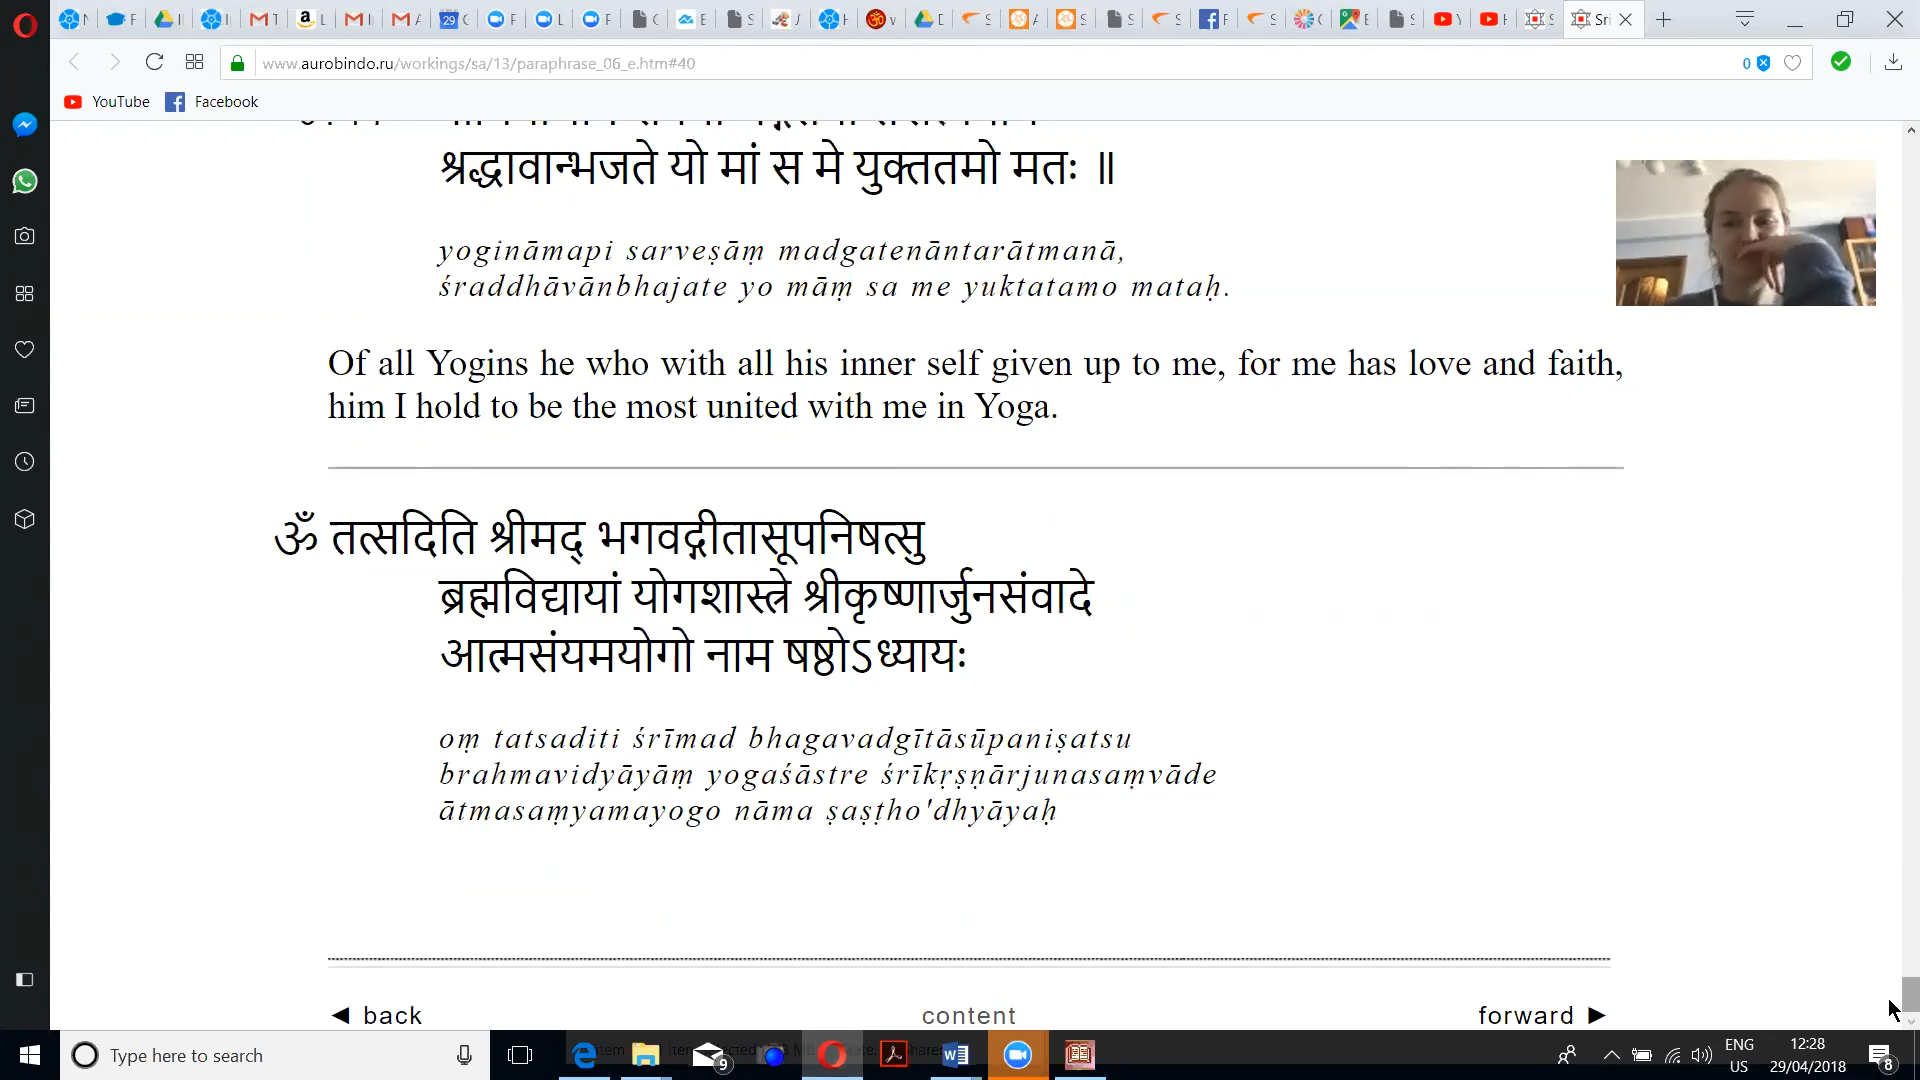 Sri
www.aurobindo.ru/workings/sa/13/paraphrase_06_e.htm#40
0
YouTube
Facebook
श्रद्धावान्भजते यो मां स मे युक्ततमो मतः ॥
yogināmapi sarveṣāṃ madgatenāntarātmanā,
śraddhāvānbhajate yo māṃ sa me yuktatamo mataḥ.
Of all Yogins he who with all his inner self given up to me, for me has love and faith,
him I hold to be the most united with me in Yoga.
ॐ तत्सदिति श्रीमद् भगवद्गीतासूपनिषत्सु
ब्रह्मविद्यायां योगशास्त्रे श्रीकृष्णार्जुनसंवादे
आत्मसंयमयोगो नाम षष्ठोऽध्यायः
oṃ tatsaditi śrīmad bhagavadgītāsūpaniṣatsu
brahmavidyāyāṃ yogaśāstre śrīkṛṣṇārjunasaṃvāde
ātmasaṃyamayogo nāma ṣaṣṭho'dhyāyaḥ
◄ back
content
forward ►
Type here to search
9
ENG
US
12:28
29/04/2018
8